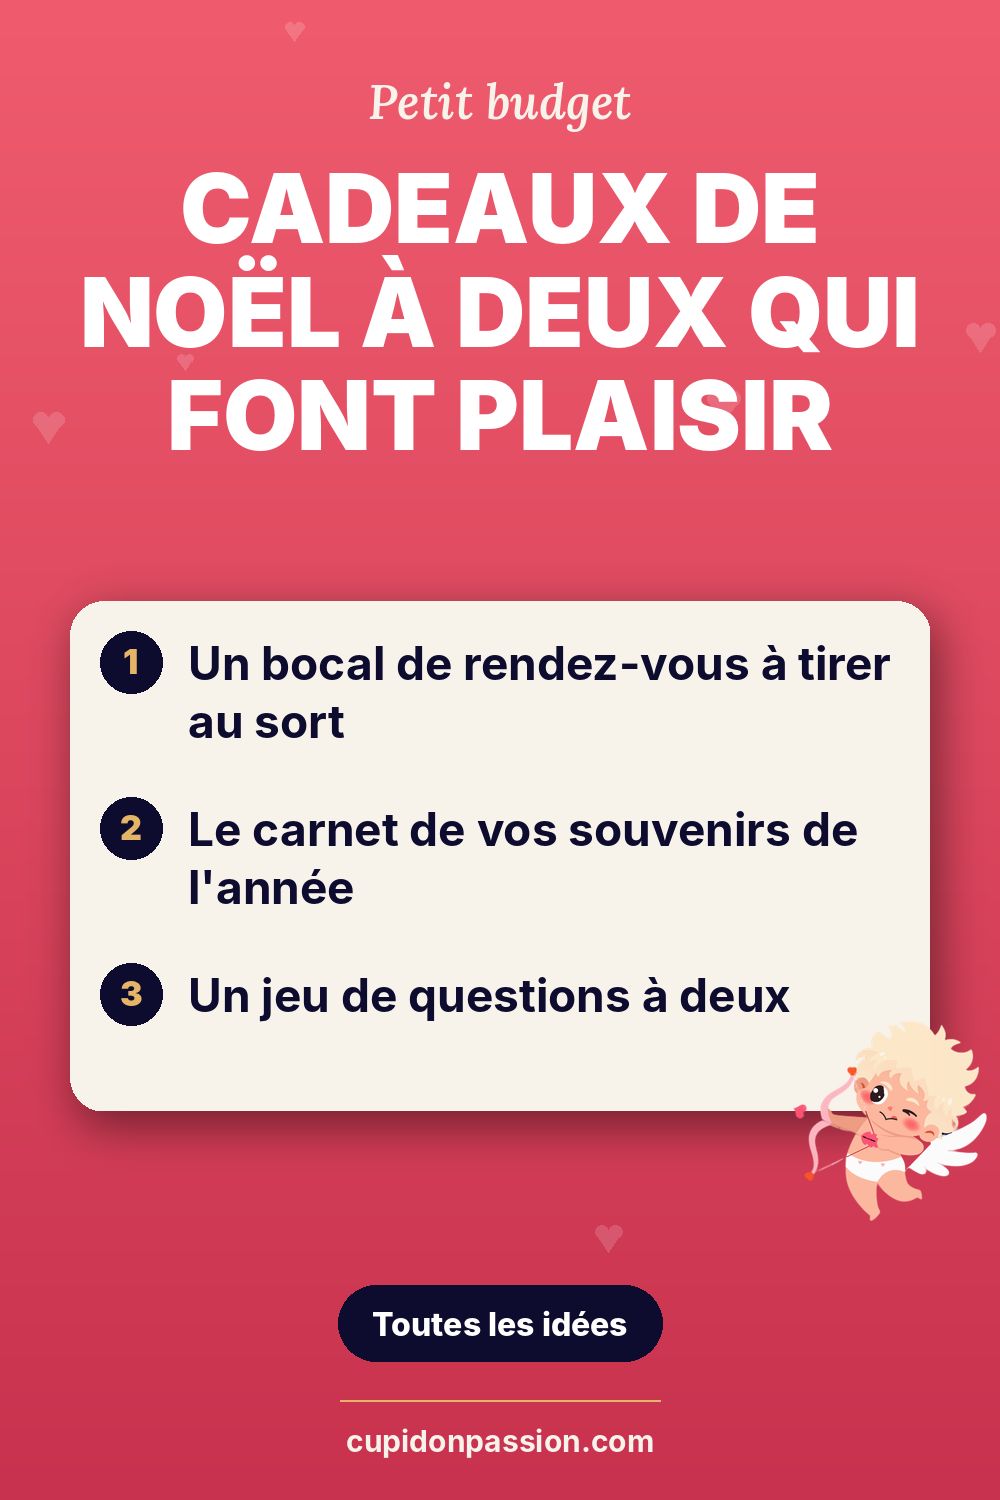 Petit budget
CADEAUX DE
NOËL À DEUX QUI
FONT PLAISIR
1 Un bocal de rendez-vous à tirer
au sort
2 Le carnet de vos souvenirs de
l'année
3 Un jeu de questions à deux
Toutes les idées
cupidonpassion.com